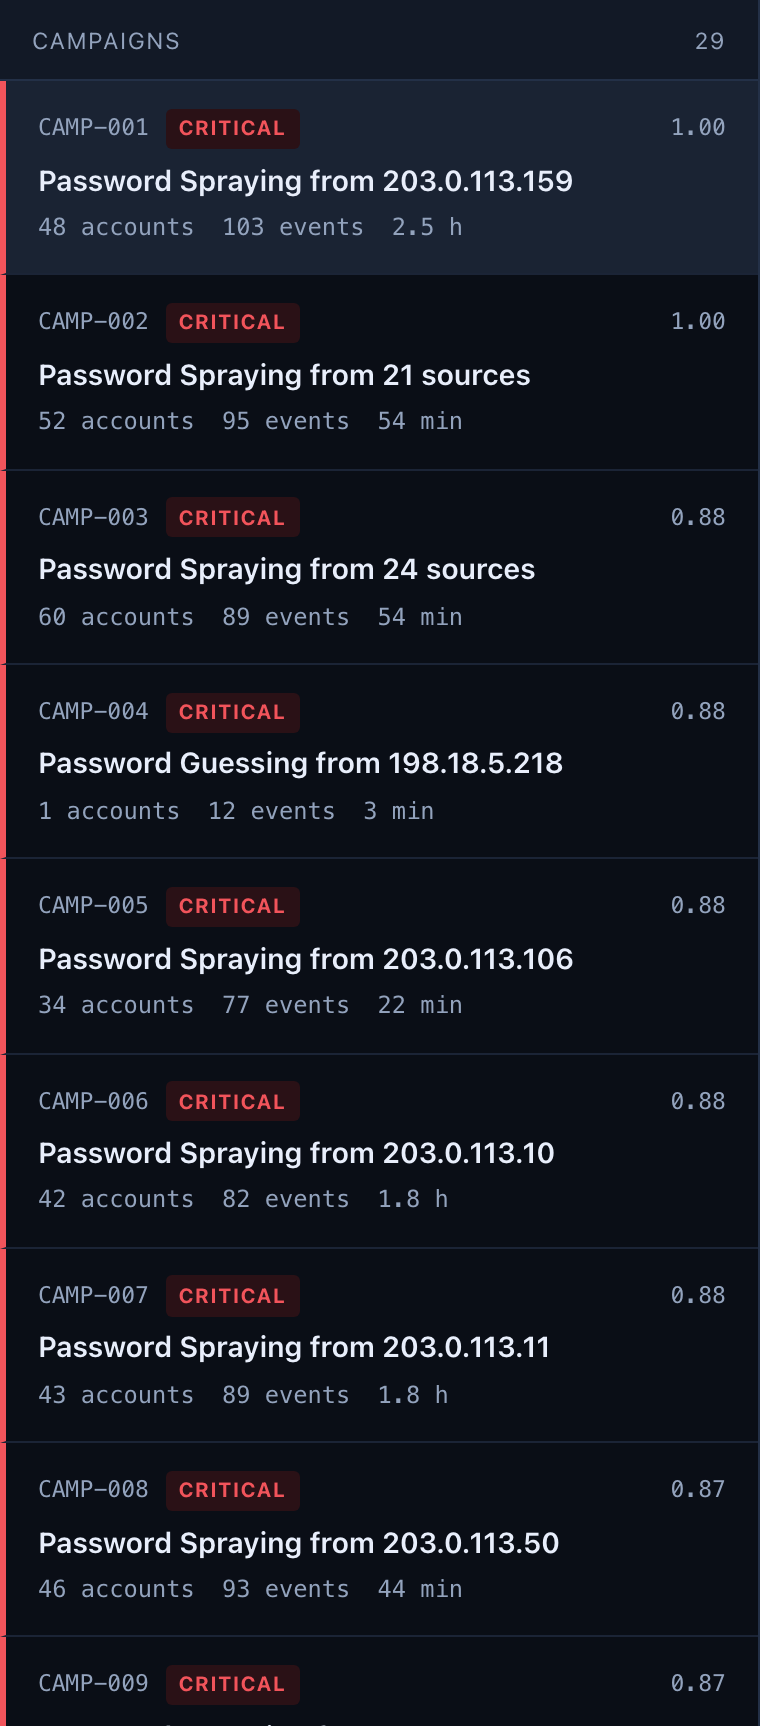 CAMPAIGNS 29
CAMP-001 CRITICAL 1.00
Password Spraying from 203.0.113.159
48 accounts 103 events 2.5 h
CAMP-002 CRITICAL 1.00
Password Spraying from 21 sources
52 accounts 95 events 54 min
CAMP-003 CRITICAL 0.88
Password Spraying from 24 sources
60 accounts 89 events 54 min
CAMP-004 CRITICAL 0.88
Password Guessing from 198.18.5.218
1 accounts 12 events 3 min
CAMP-005 CRITICAL 0.88
Password Spraying from 203.0.113.106
34 accounts 77 events 22 min
CAMP-006 CRITICAL 0.88
Password Spraying from 203.0.113.10
42 accounts 82 events 1.8 h
CAMP-007 CRITICAL 0.88
Password Spraying from 203.0.113.11
43 accounts 89 events 1.8 h
CAMP-008 CRITICAL 0.87
Password Spraying from 203.0.113.50
46 accounts 93 events 44 min
CAMP-009 CRITICAL 0.87